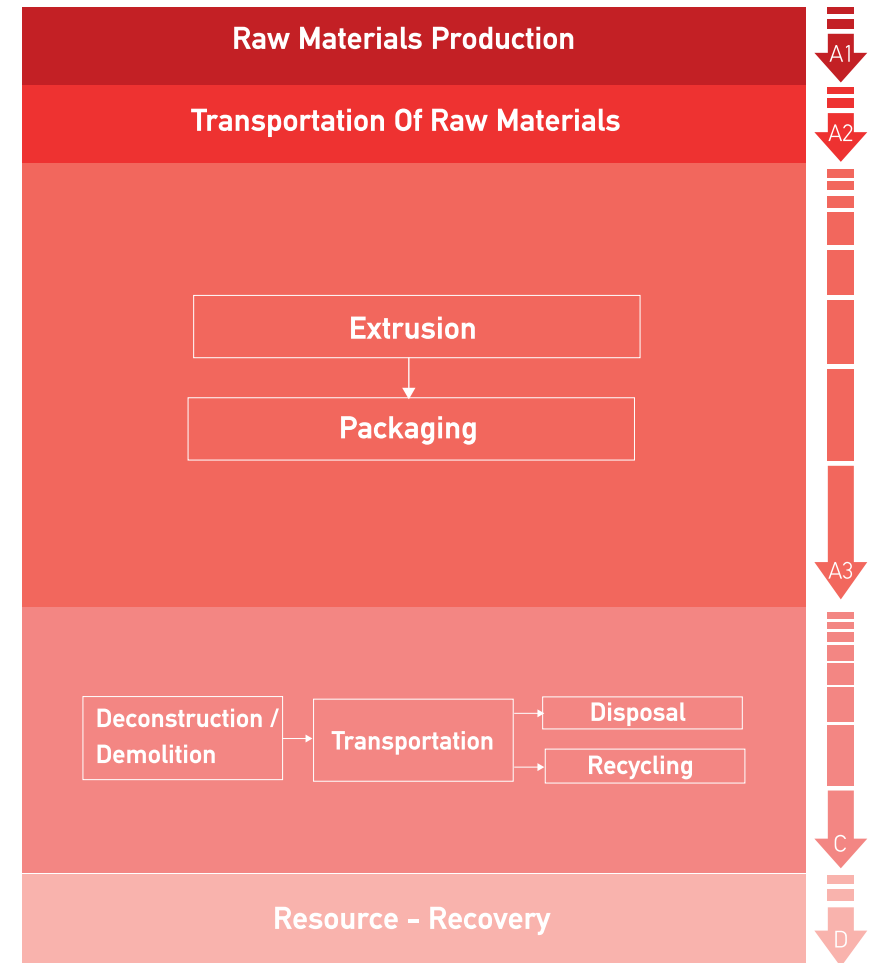 Raw Materials Production
A1
Transportation Of Raw Materials
A2
Extrusion
Packaging
A3
Deconstruction /
Demolition
Transportation
Disposal
Recycling
C
Resource – Recovery
D